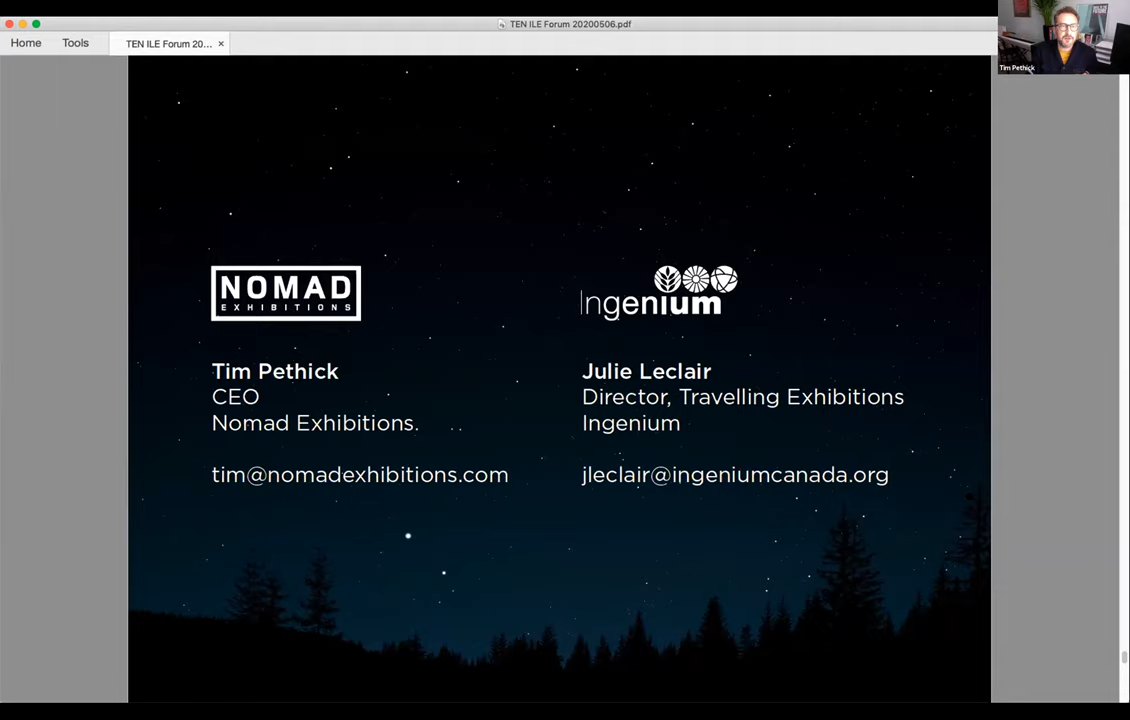 TEN ILE Forum 20200506.pdf
Home Tools TEN ILE Forum 20... ×
Tim Pethick
NOMAD
EXHIBITIONS
Ingenium
Tim Pethick
CEO
Nomad Exhibitions.
tim@nomadexhibitions.com
Julie Leclair
Director, Travelling Exhibitions
Ingenium
jleclair@ingeniumcanada.org